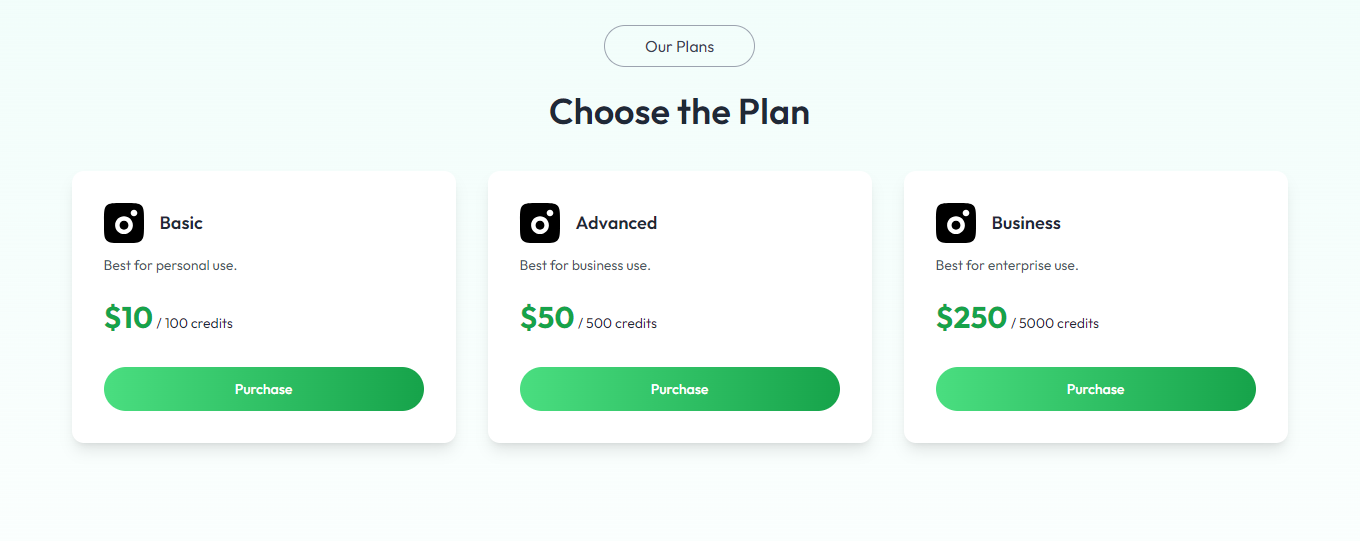 Our Plans
Choose the Plan
Basic
Best for personal use.
$10 / 100 credits
Purchase
Advanced
Best for business use.
$50 / 500 credits
Purchase
Business
Best for enterprise use.
$250 / 5000 credits
Purchase